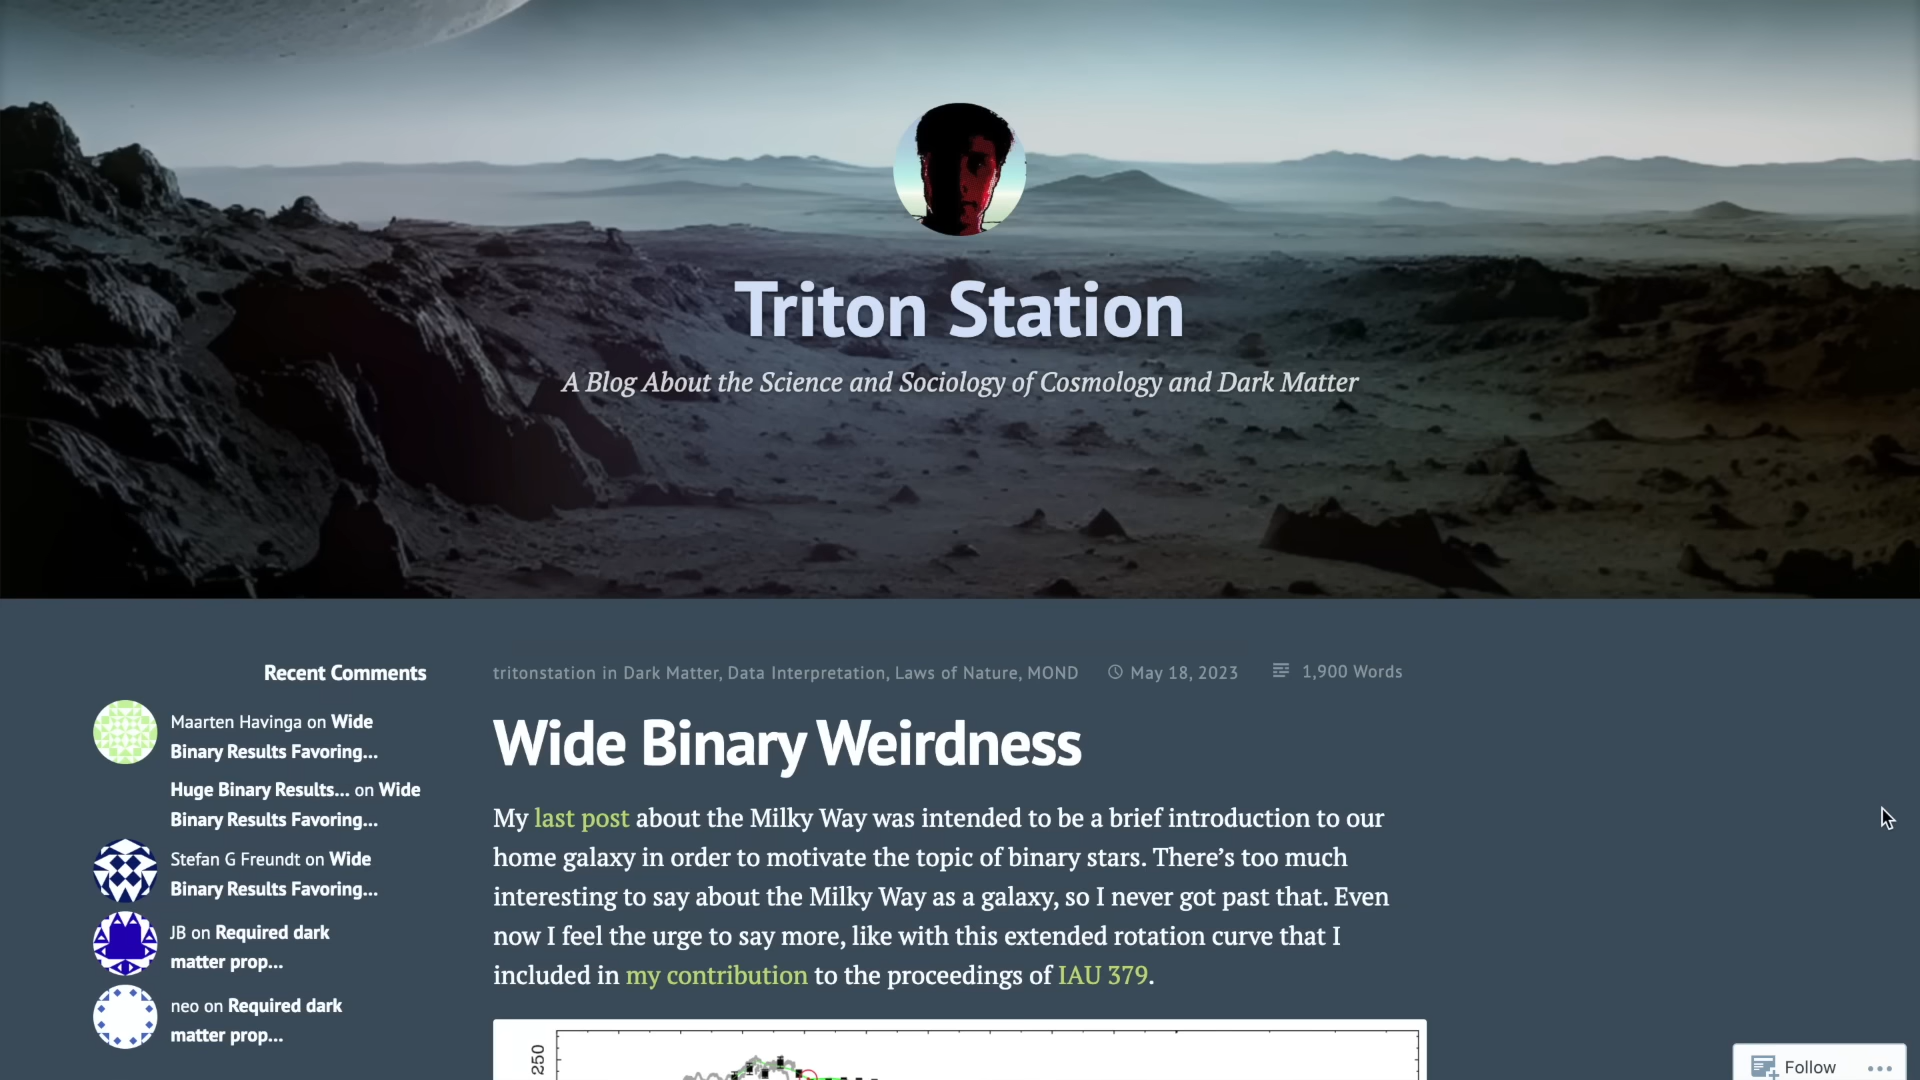 Triton Station
A Blog About the Science and Sociology of Cosmology and Dark Matter
Recent Comments
Maarten Havinga on Wide
Binary Results Favoring...
Huge Binary Results... on Wide
Binary Results Favoring...
Stefan G Freundt on Wide
Binary Results Favoring...
JB on Required dark
matter prop...
neo on Required dark
matter prop...
tritonstation in Dark Matter, Data Interpretation, Laws of Nature, MOND May 18, 2023 1,900 Words
Wide Binary Weirdness
My last post about the Milky Way was intended to be a brief introduction to our
home galaxy in order to motivate the topic of binary stars. There’s too much
interesting to say about the Milky Way as a galaxy, so I never got past that. Even
now I feel the urge to say more, like with this extended rotation curve that I
included in my contribution to the proceedings of IAU 379.
250
Follow